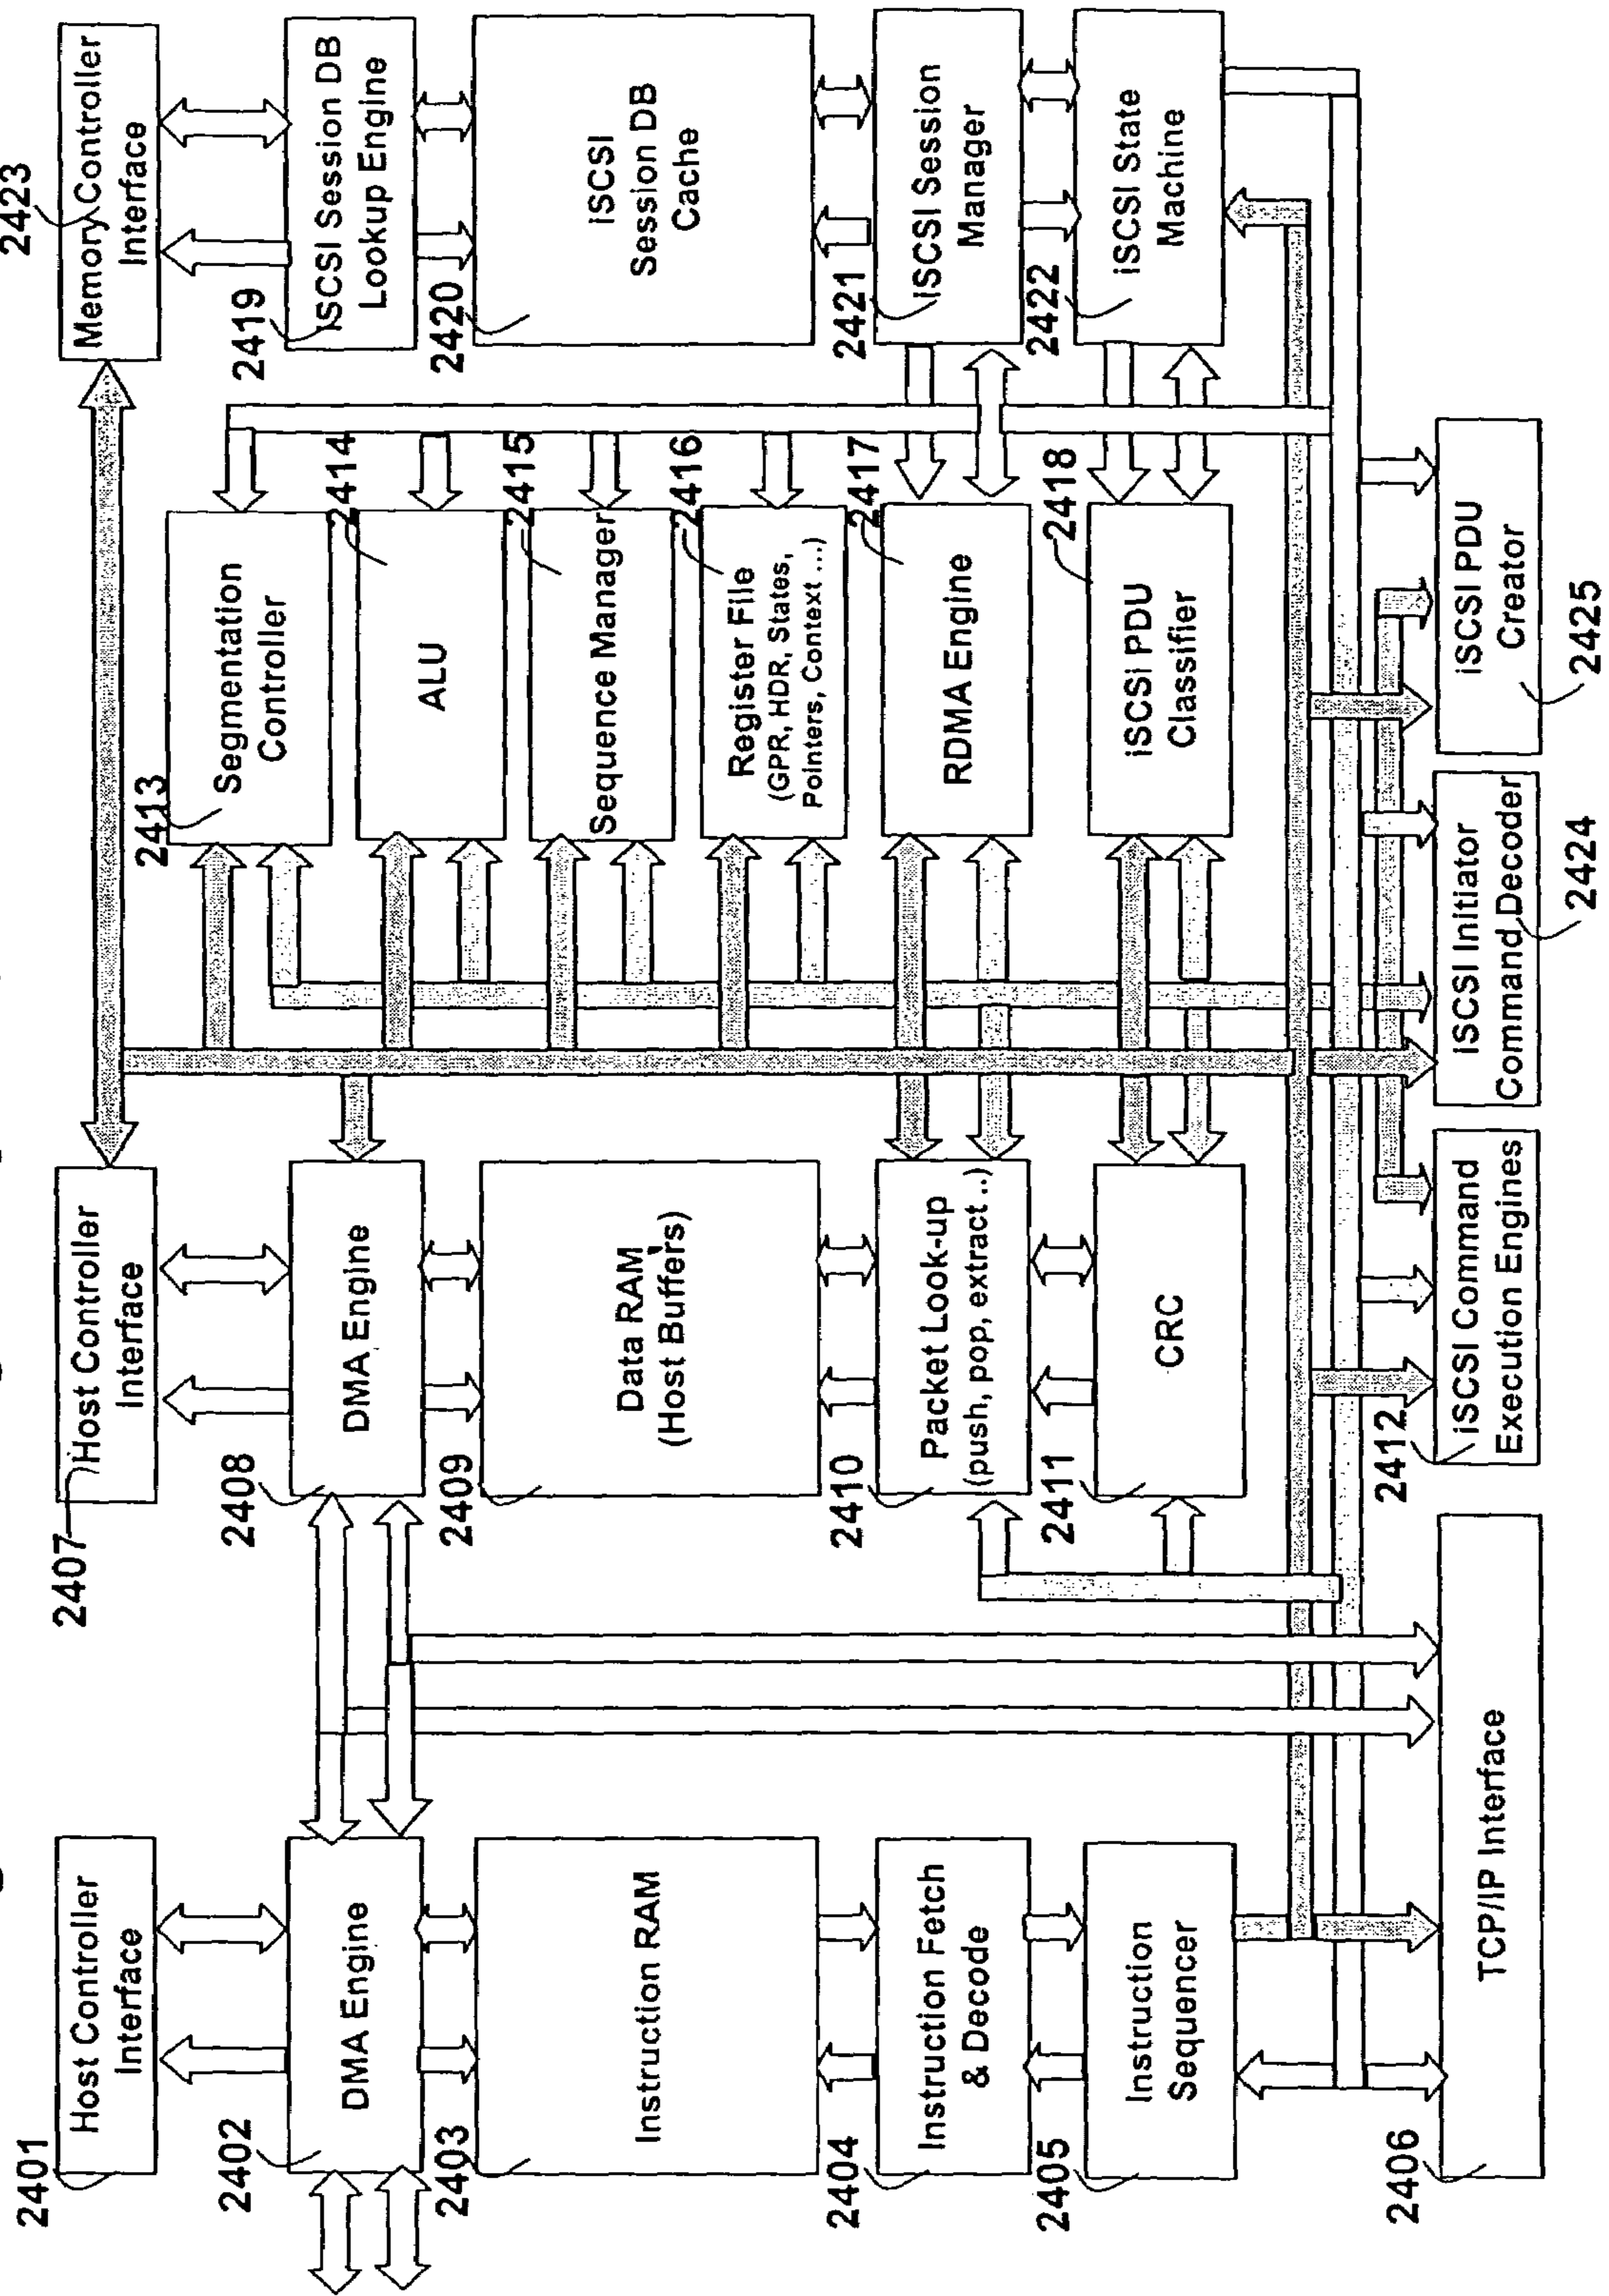 2401
Host Controller
Interface
2402
DMA Engine
2403
Instruction RAM
2404
Instruction Fetch
& Decode
2405
Instruction
Sequencer
2406
TCP/IP Interface
2407
Host Controller
Interface
2408
DMA Engine
2409
Data RAM
(Host Buffers)
2410
Packet Look-up
(push, pop, extract ..)
2411
CRC
2412
iSCSI Command
Execution Engines
2413
Segmentation
Controller
2414
ALU
2415
Sequence Manager
2416
Register File
(GPR, HDR, States,
Pointers, Context ...)
2417
RDMA Engine
2418
iSCSI PDU
Classifier
2423
Memory Controller
Interface
2419
iSCSI Session DB
Lookup Engine
2420
iSCSI
Session DB
Cache
2421
iSCSI Session
Manager
2422
iSCSI State
Machine
iSCSI Initiator
Command Decoder
2424
iSCSI PDU
Creator
2425